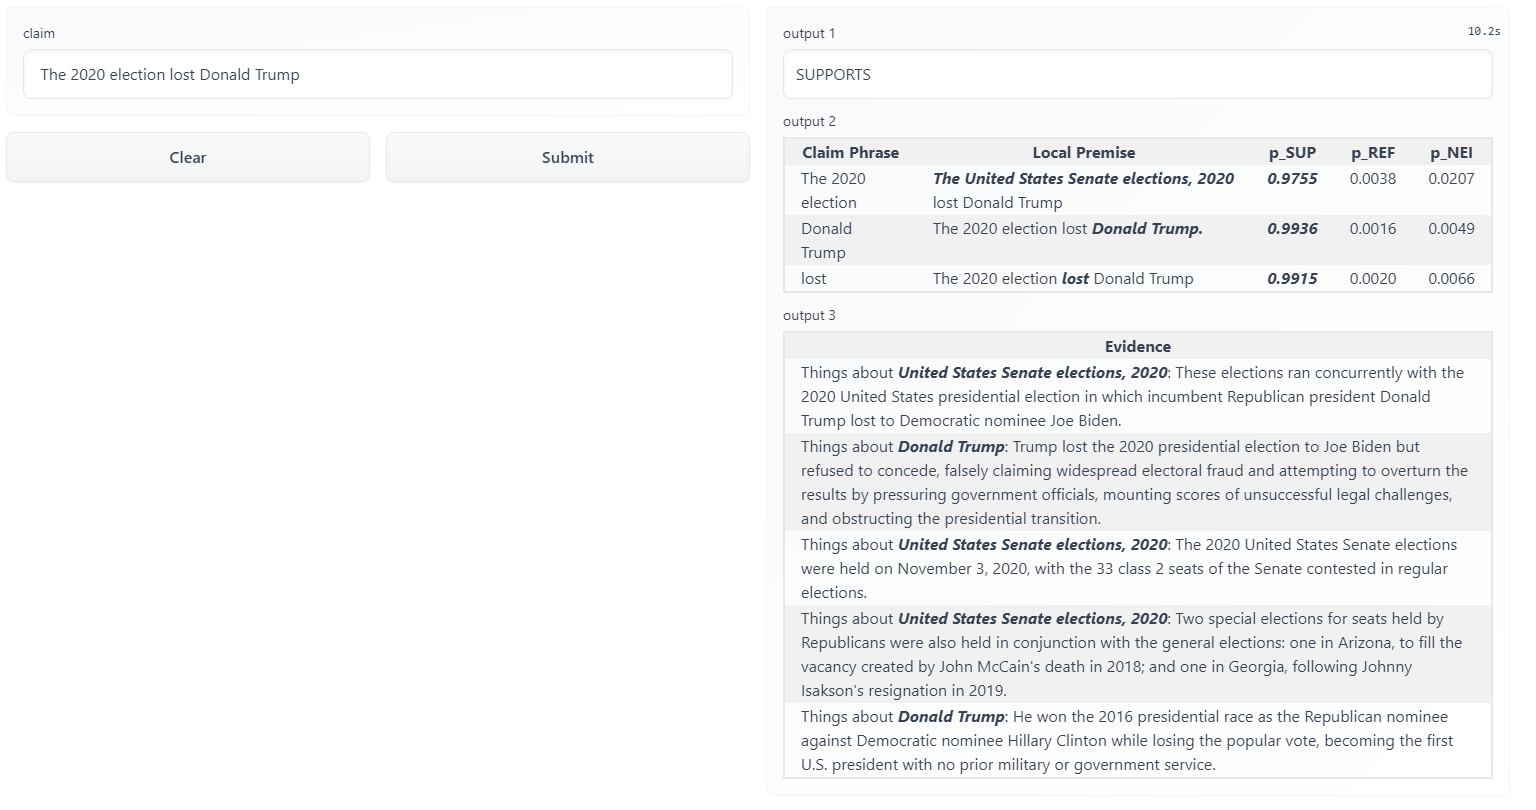 claim
The 2020 election lost Donald Trump
Clear
Submit
output 1
10.2s
SUPPORTS
output 2
Claim Phrase Local Premise p_SUP p_REF p_NEI
The 2020 The United States Senate elections, 2020 0.9755 0.0038 0.0207
election lost Donald Trump
Donald The 2020 election lost Donald Trump. 0.9936 0.0016 0.0049
Trump
lost The 2020 election lost Donald Trump 0.9915 0.0020 0.0066
output 3
Evidence
Things about United States Senate elections, 2020: These elections ran concurrently with the
2020 United States presidential election in which incumbent Republican president Donald
Trump lost to Democratic nominee Joe Biden.
Things about Donald Trump: Trump lost the 2020 presidential election to Joe Biden but
refused to concede, falsely claiming widespread electoral fraud and attempting to overturn the
results by pressuring government officials, mounting scores of unsuccessful legal challenges,
and obstructing the presidential transition.
Things about United States Senate elections, 2020: The 2020 United States Senate elections
were held on November 3, 2020, with the 33 class 2 seats of the Senate contested in regular
elections.
Things about United States Senate elections, 2020: Two special elections for seats held by
Republicans were also held in conjunction with the general elections: one in Arizona, to fill the
vacancy created by John McCain's death in 2018; and one in Georgia, following Johnny
Isakson's resignation in 2019.
Things about Donald Trump: He won the 2016 presidential race as the Republican nominee
against Democratic nominee Hillary Clinton while losing the popular vote, becoming the first
U.S. president with no prior military or government service.